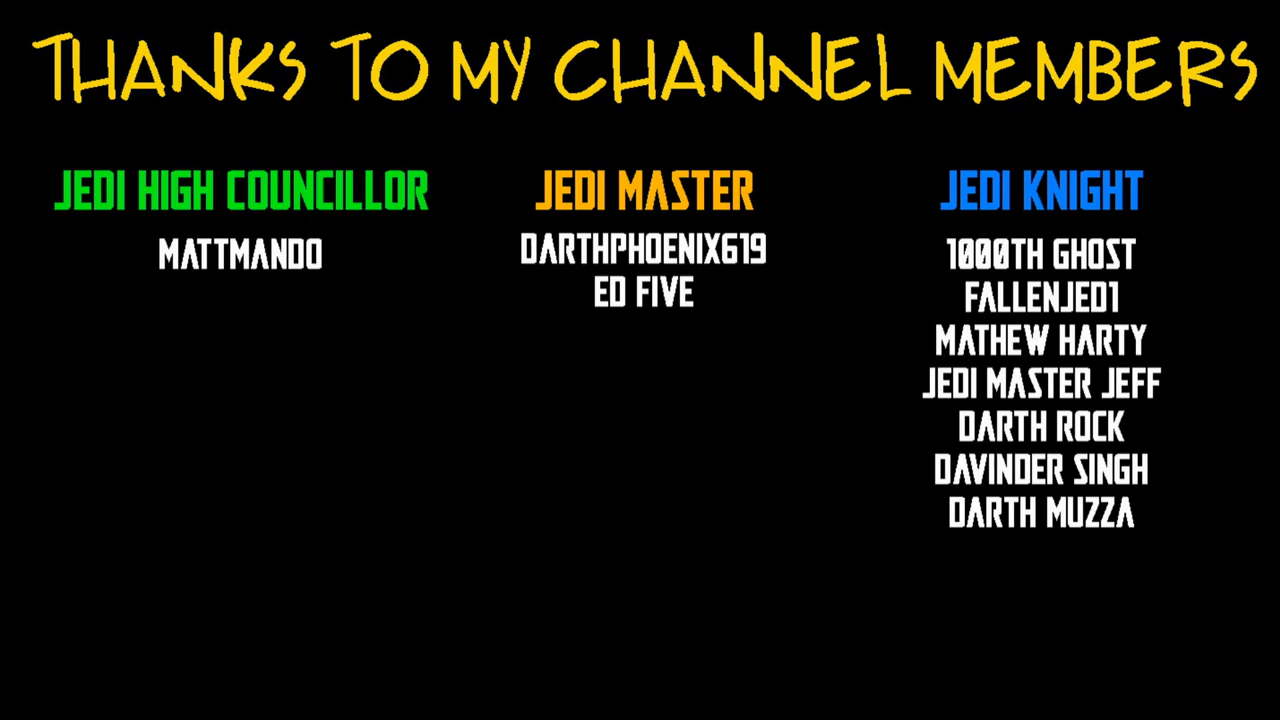 THANKS TO MY CHANNEL MEMBERS
JEDI HIGH COUNCILLOR
MATTMANDO
JEDI MASTER
DARTHPHOENIX619
ED FIVE
JEDI KNIGHT
1000TH GHOST
FALLENJED1
MATHEW HARTY
JEDI MASTER JEFF
DARTH ROCK
DAVINDER SINGH
DARTH MUZZA